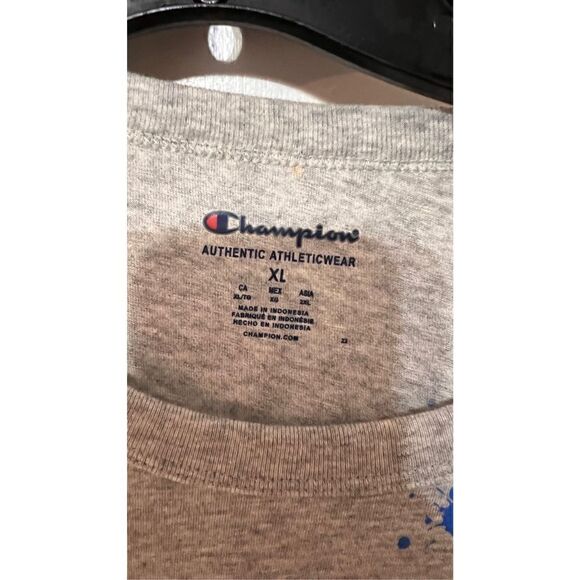 Champion
AUTHENTIC ATHLETICWEAR
XL
CA MEX ASIA
XL/TG XG 2XL
MADE IN INDONESIA
FABRIQUÉ EN INDONÉSIE
HECHO EN INDONESIA
CHAMPION.COM